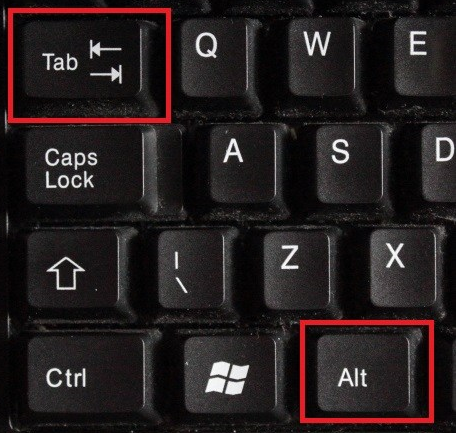 Tab Q W E
Caps
Lock
A S D
| Z X
\
Ctrl Alt